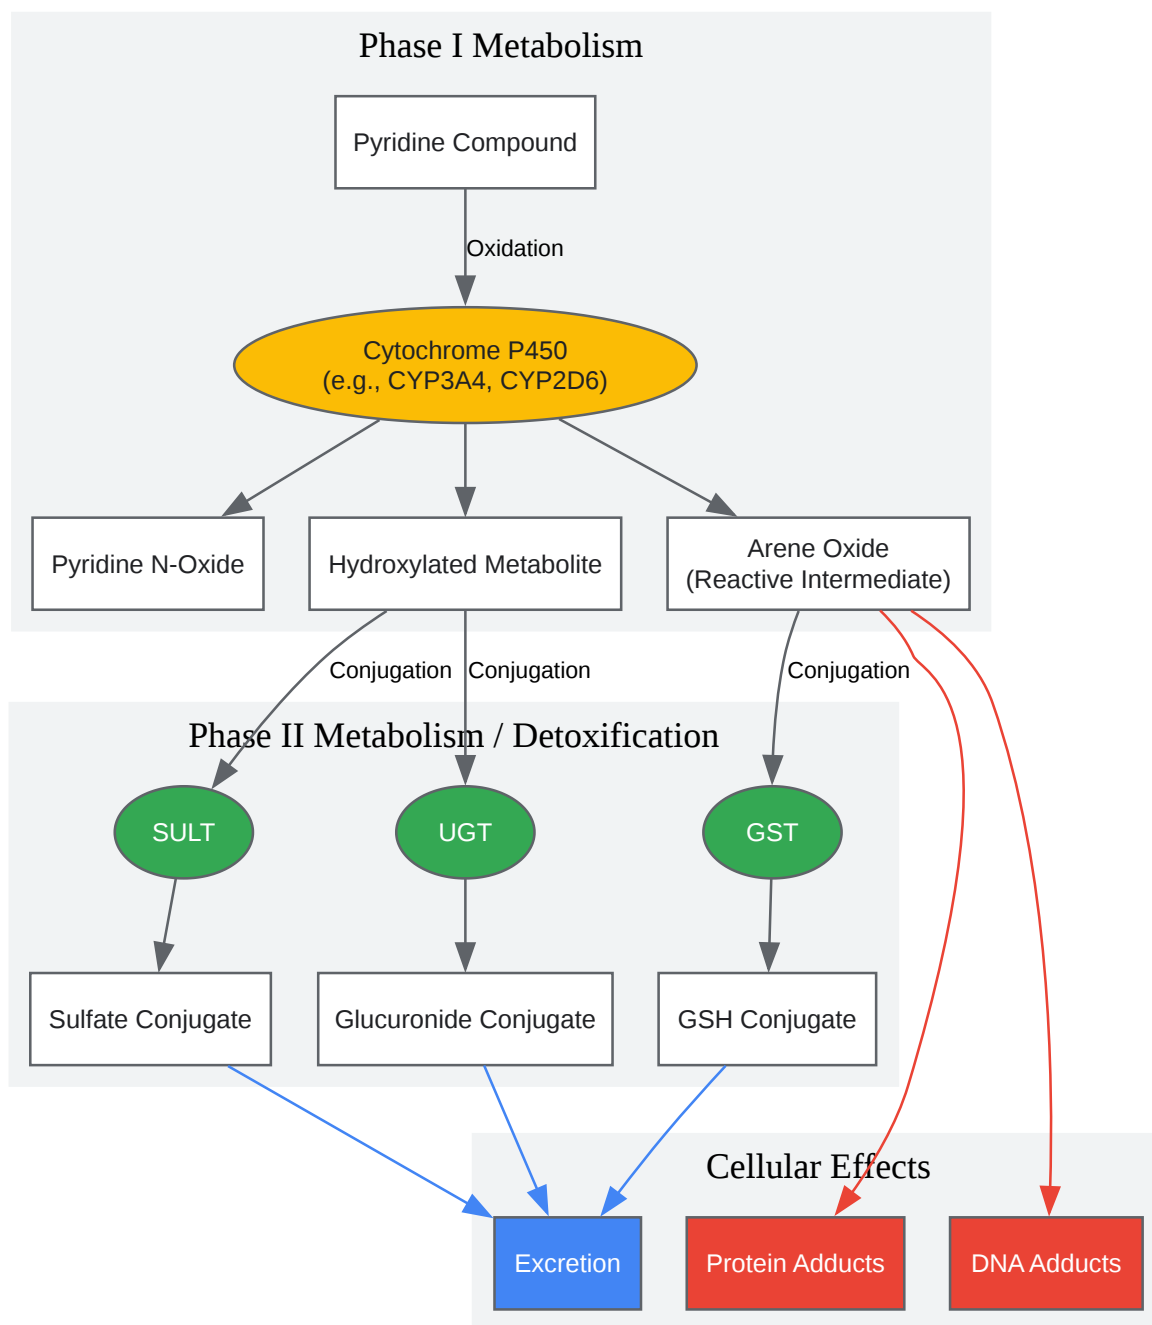 Phase I Metabolism
Pyridine Compound
Oxidation
Cytochrome P450
(e.g., CYP3A4, CYP2D6)
Pyridine N-Oxide
Hydroxylated Metabolite
Arene Oxide
(Reactive Intermediate)
Conjugation
Conjugation
Conjugation
Phase II Metabolism / Detoxification
SULT
UGT
GST
Sulfate Conjugate
Glucuronide Conjugate
GSH Conjugate
Cellular Effects
Excretion
Protein Adducts
DNA Adducts